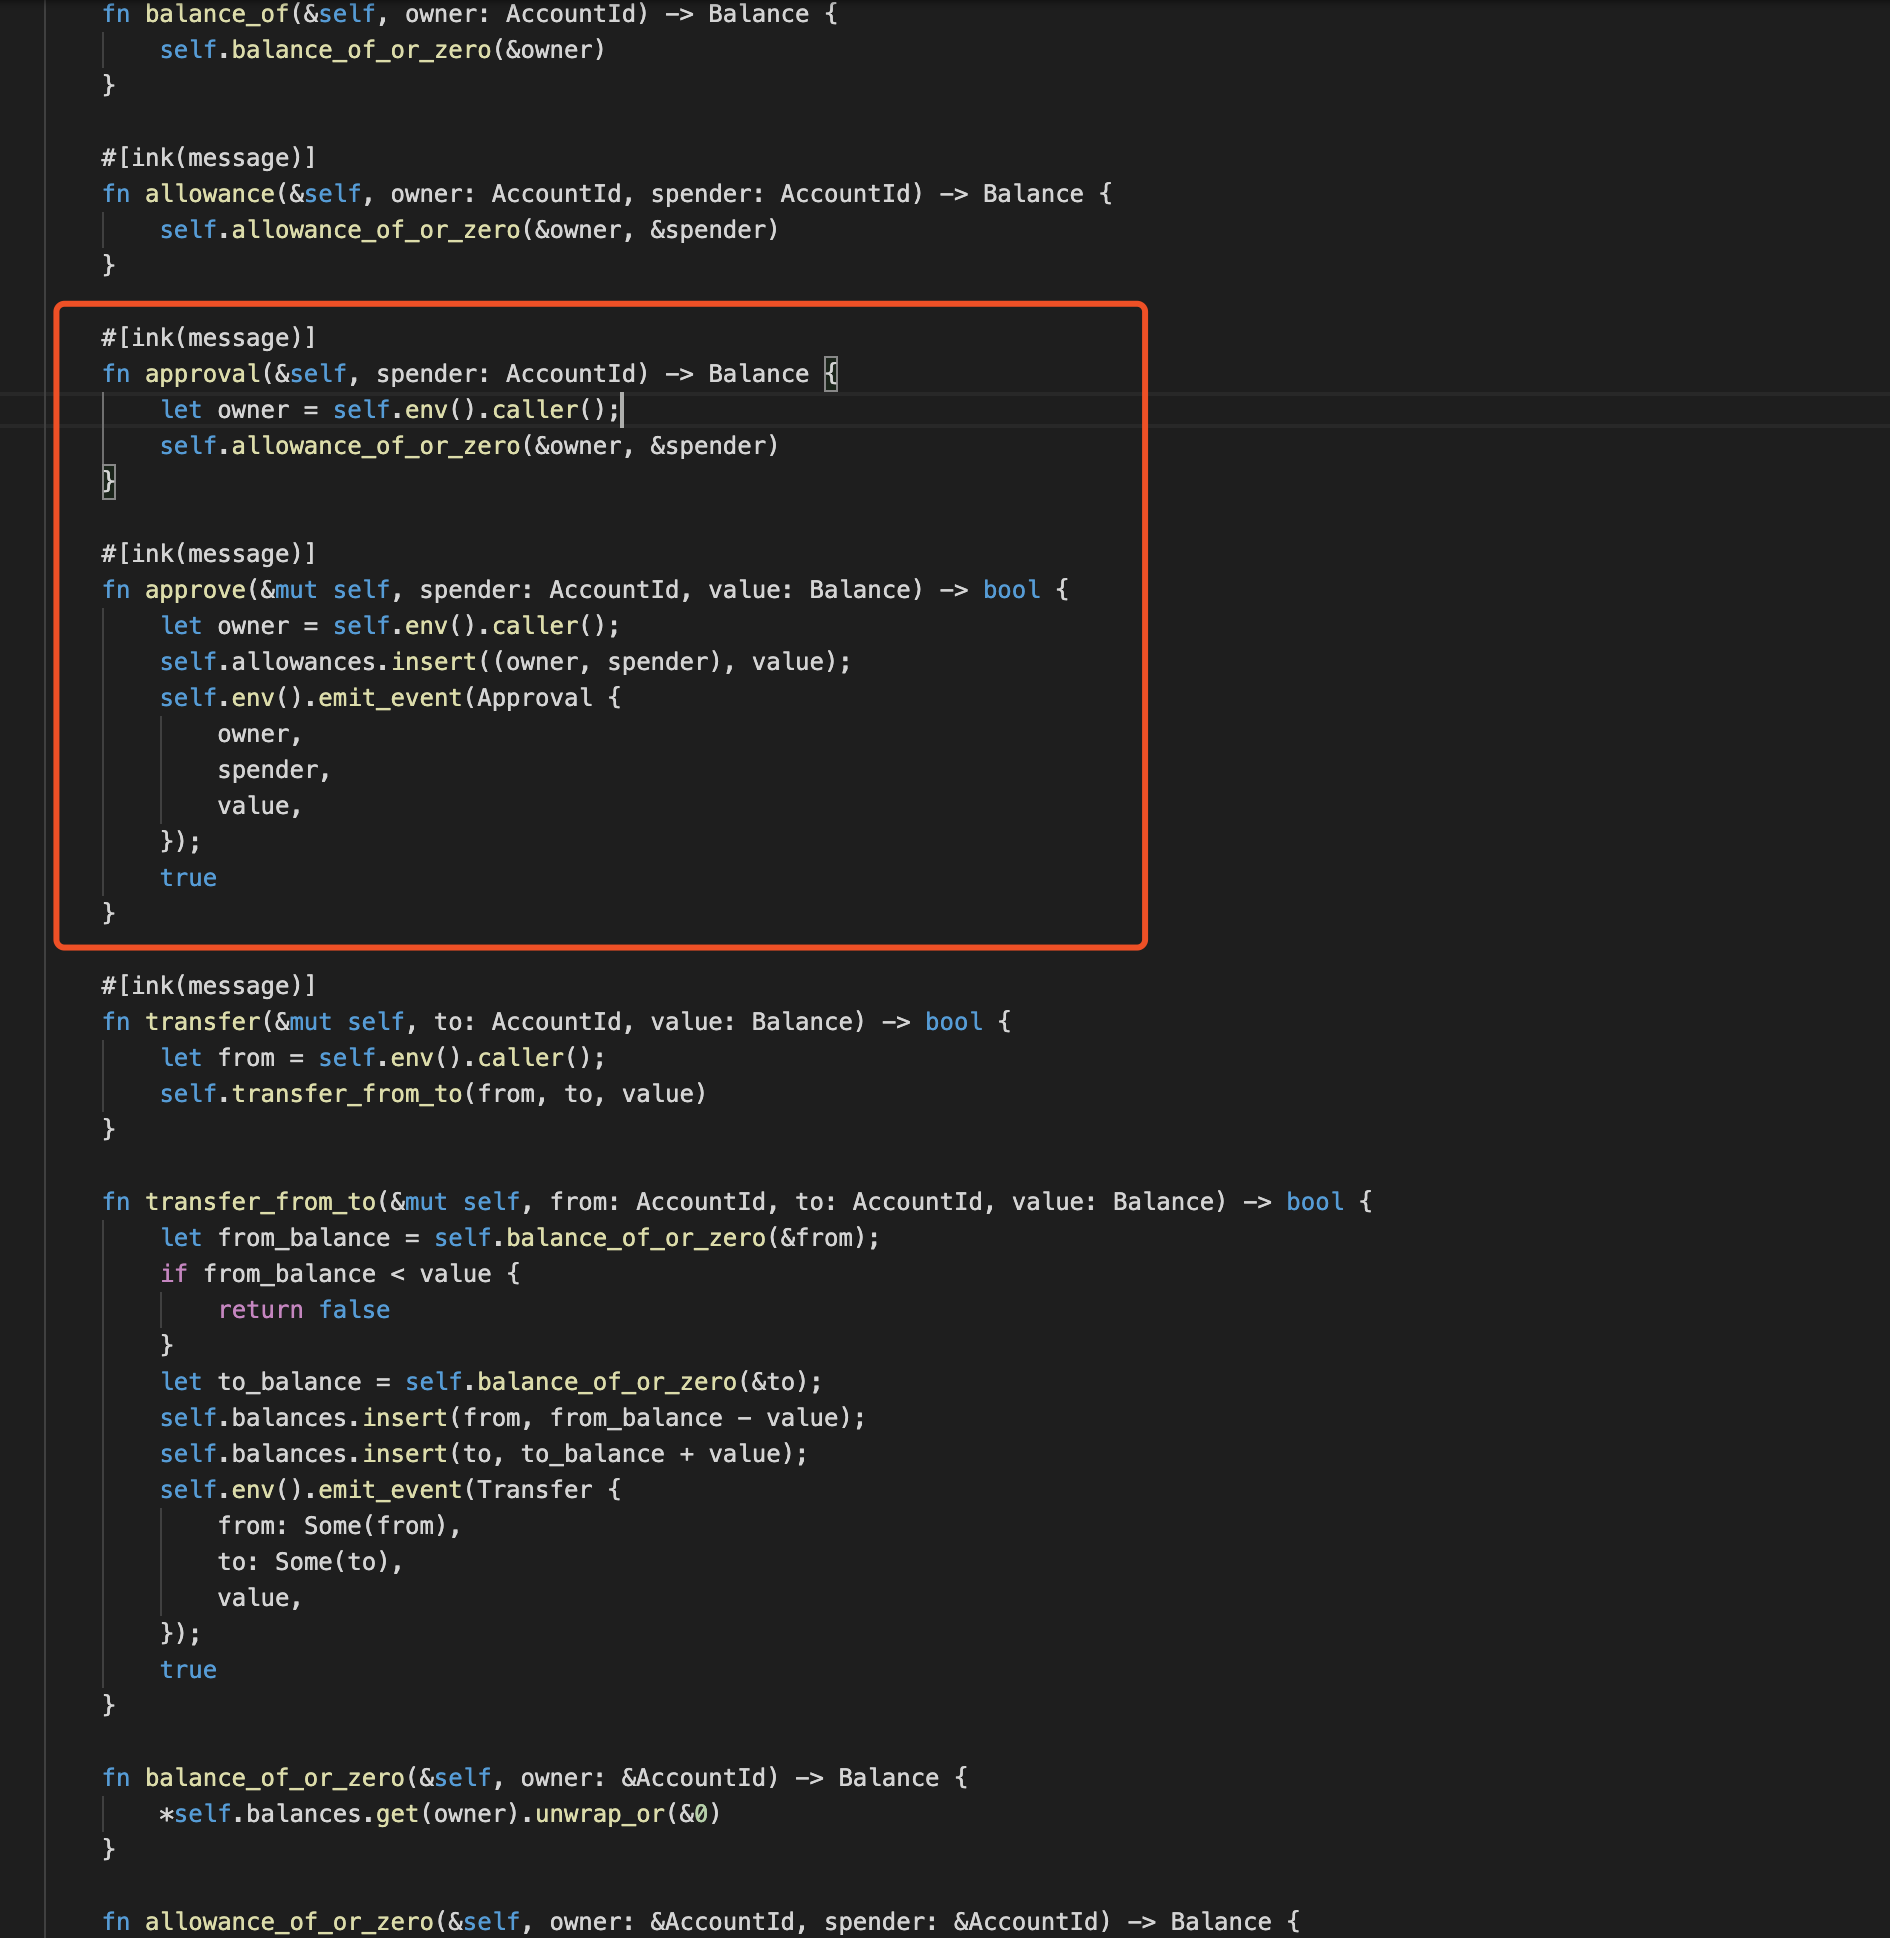 fn balance_of(&self, owner: AccountId) -> Balance {
    self.balance_of_or_zero(&owner)
}

#[ink(message)]
fn allowance(&self, owner: AccountId, spender: AccountId) -> Balance {
    self.allowance_of_or_zero(&owner, &spender)
}

#[ink(message)]
fn approval(&self, spender: AccountId) -> Balance {
    let owner = self.env().caller();
    self.allowance_of_or_zero(&owner, &spender)
}

#[ink(message)]
fn approve(&mut self, spender: AccountId, value: Balance) -> bool {
    let owner = self.env().caller();
    self.allowances.insert((owner, spender), value);
    self.env().emit_event(Approval {
        owner,
        spender,
        value,
    });
    true
}

#[ink(message)]
fn transfer(&mut self, to: AccountId, value: Balance) -> bool {
    let from = self.env().caller();
    self.transfer_from_to(from, to, value)
}

fn transfer_from_to(&mut self, from: AccountId, to: AccountId, value: Balance) -> bool {
    let from_balance = self.balance_of_or_zero(&from);
    if from_balance < value {
        return false
    }
    let to_balance = self.balance_of_or_zero(&to);
    self.balances.insert(from, from_balance - value);
    self.balances.insert(to, to_balance + value);
    self.env().emit_event(Transfer {
        from: Some(from),
        to: Some(to),
        value,
    });
    true
}

fn balance_of_or_zero(&self, owner: &AccountId) -> Balance {
    *self.balances.get(owner).unwrap_or(&0)
}

fn allowance_of_or_zero(&self, owner: &AccountId, spender: &AccountId) -> Balance {